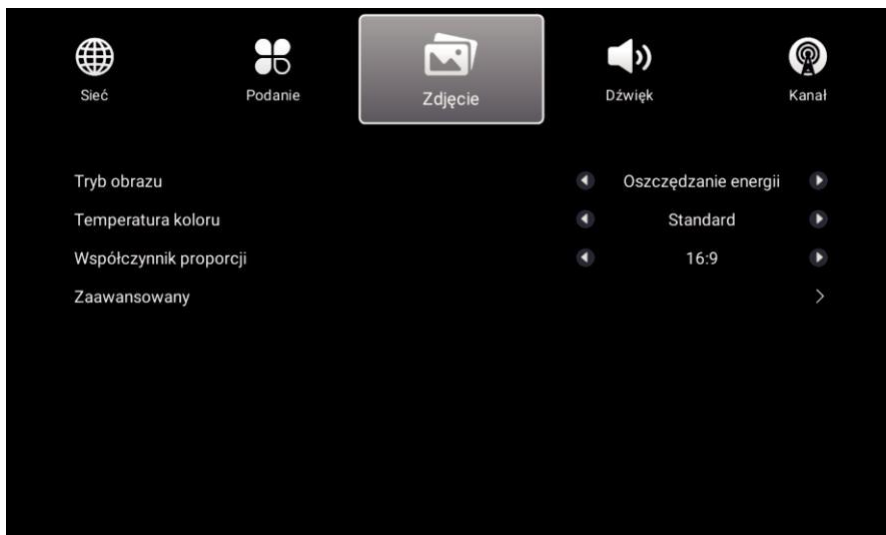 Sieć
Podanie
Zdjęcie
Dźwięk
Kanał
Tryb obrazu
Oszczędzanie energii
Temperatura koloru
Standard
Współczynnik proporcji
16:9
Zaawansowany